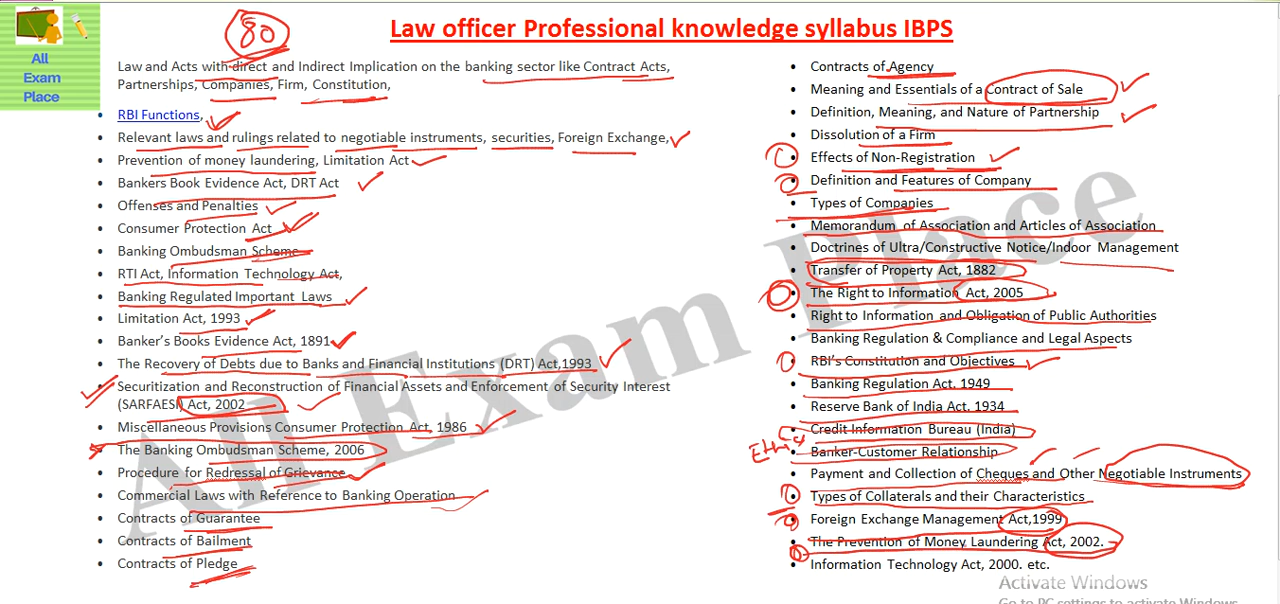 All
Exam
Place
80
Law officer Professional knowledge syllabus IBPS
Law and Acts with direct and Indirect Implication on the banking sector like Contract Acts,
Partnerships, Companies, Firm, Constitution,
• RBI Functions,
• Relevant laws and rulings related to negotiable instruments, securities, Foreign Exchange,
• Prevention of money laundering, Limitation Act
• Bankers Book Evidence Act, DRT Act
• Offenses and Penalties
• Consumer Protection Act
• Banking Ombudsman Scheme
• RTI Act, Information Technology Act,
• Banking Regulated Important Laws
• Limitation Act, 1993
• Banker's Books Evidence Act, 1891
• The Recovery of Debts due to Banks and Financial Institutions (DRT) Act,1993
• Securitization and Reconstruction of Financial Assets and Enforcement of Security Interest
(SARFAESI) Act, 2002
• Miscellaneous Provisions Consumer Protection Act, 1986
• The Banking Ombudsman Scheme, 2006
• Procedure for Redressal of Grievance
• Commercial Laws with Reference to Banking Operation
• Contracts of Guarantee
• Contracts of Bailment
• Contracts of Pledge
• Contracts of Agency
• Meaning and Essentials of a Contract of Sale
• Definition, Meaning, and Nature of Partnership
• Dissolution of a Firm
• Effects of Non-Registration
• Definition and Features of Company
• Types of Companies
• Memorandum of Association and Articles of Association
• Doctrines of Ultra/Constructive Notice/Indoor Management
• Transfer of Property Act, 1882
• The Right to Information Act, 2005
• Right to Information and Obligation of Public Authorities
• Banking Regulation & Compliance and Legal Aspects
• RBI's Constitution and Objectives
• Banking Regulation Act. 1949
• Reserve Bank of India Act. 1934
• Credit Information Bureau (India)
• Banker-Customer Relationship
• Payment and Collection of Cheques and Other Negotiable Instruments
• Types of Collaterals and their Characteristics
• Foreign Exchange Management Act,1999
• The Prevention of Money Laundering Act, 2002.
• Information Technology Act, 2000. etc.
All Exam Place
Activate Windows
Go to PC settings to activate Windows